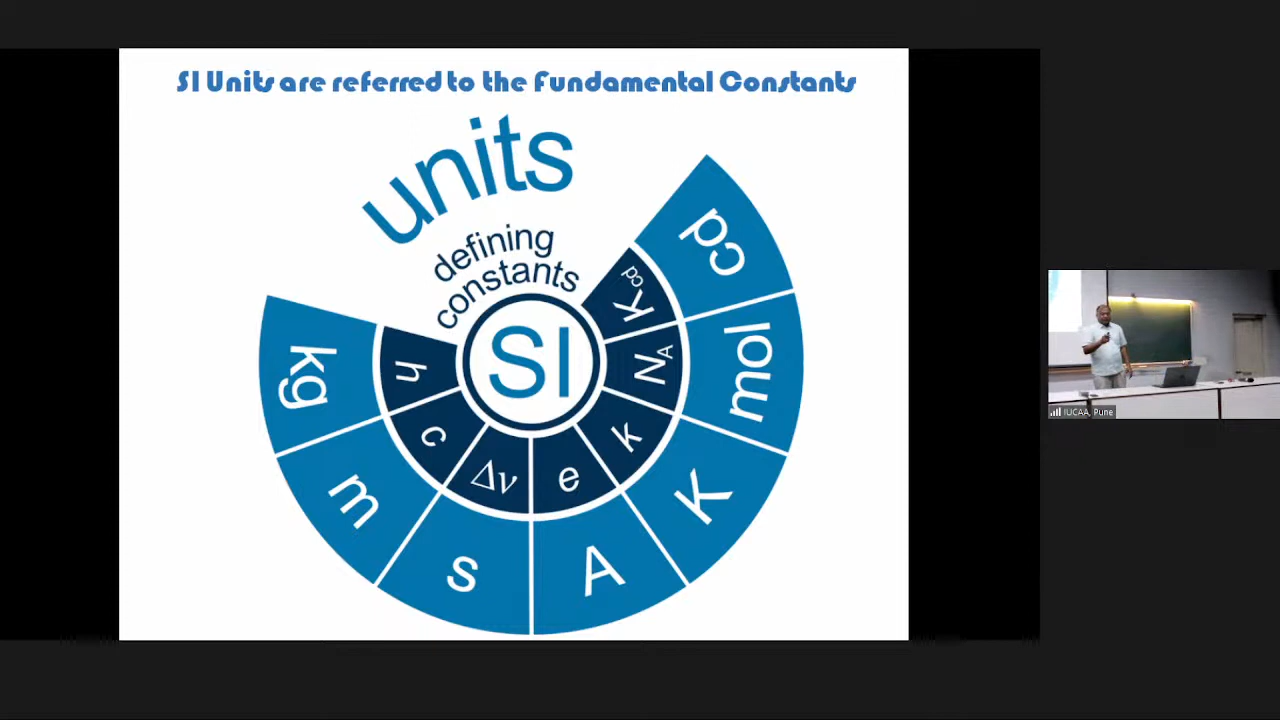 SI Units are referred to the Fundamental Constants
units
defining
constants
SI
kg
m
s
A
K
mol
cd
h
c
Δν
e
k
NA
Kcd
IUCAA, Pune